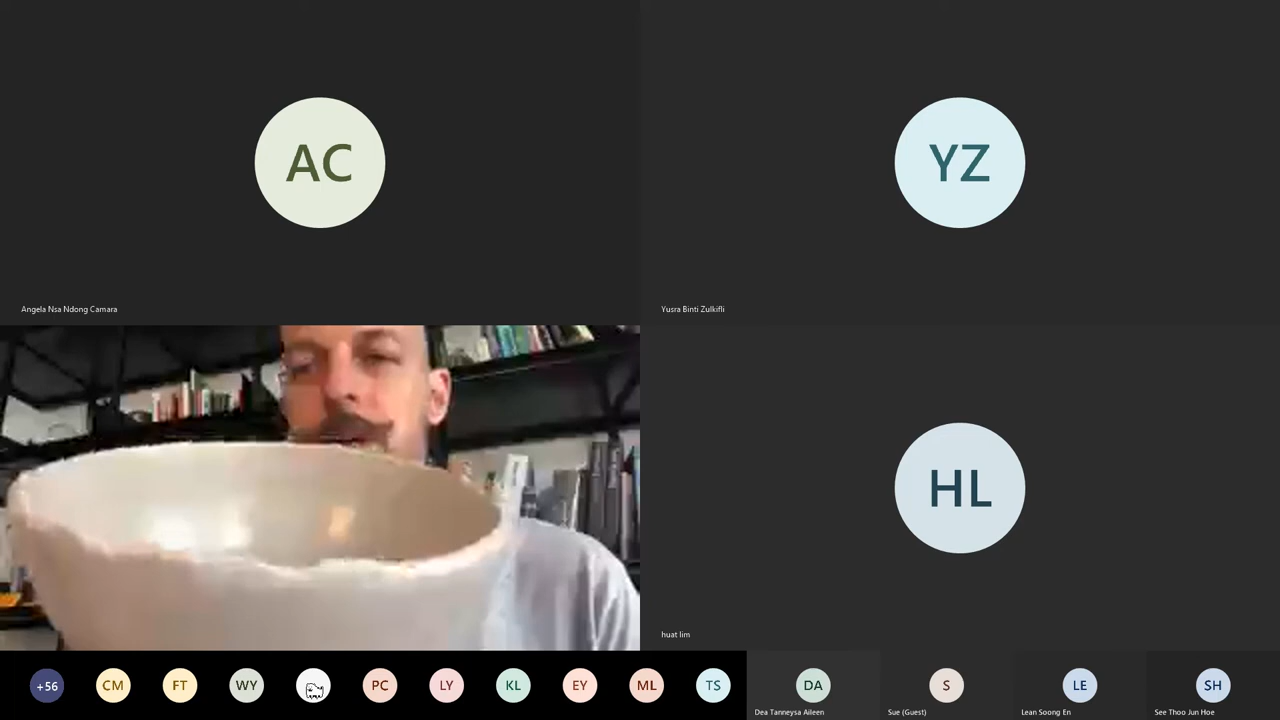 AC
YZ
Angela Nsa Ndong Camara
Yusra Binti Zulkifli
HL
huat lim
+56
CM
FT
WY
PC
LY
KL
EY
ML
TS
DA
S
LE
SH
Dea Tanneysa Aileen
Sue (Guest)
Lean Soong En
See Thoo Jun Hoe